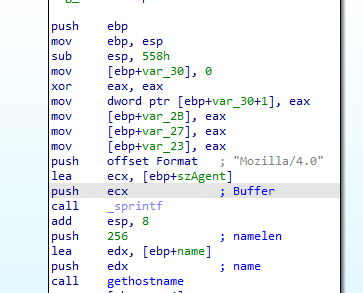 push ebp
mov ebp, esp
sub esp, 558h
mov [ebp+var_30], 0
xor eax, eax
mov dword ptr [ebp+var_30+1], eax
mov [ebp+var_2B], eax
mov [ebp+var_27], eax
mov [ebp+var_23], eax
push offset Format ; "Mozilla/4.0"
lea ecx, [ebp+szAgent]
push ecx ; Buffer
call _sprintf
add esp, 8
push 256 ; namelen
lea edx, [ebp+name]
push edx ; name
call gethostname